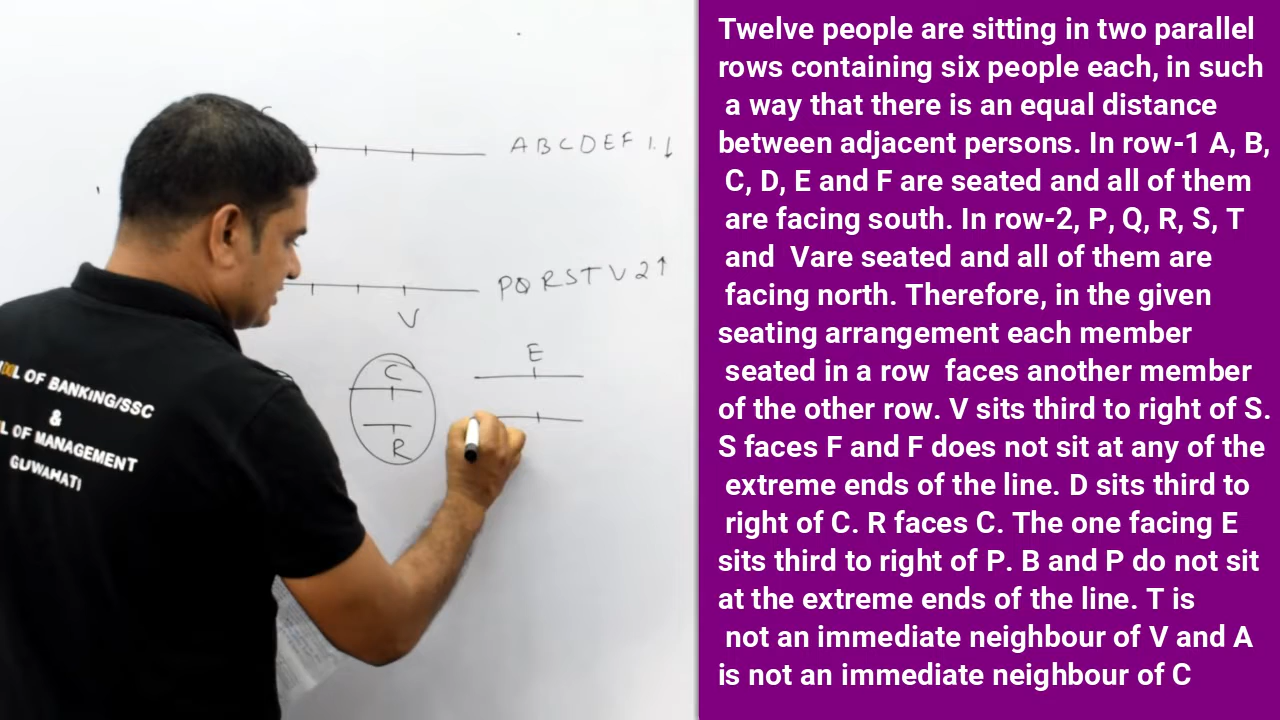 Twelve people are sitting in two parallel
rows containing six people each, in such
a way that there is an equal distance
between adjacent persons. In row-1 A, B,
C, D, E and F are seated and all of them
are facing south. In row-2, P, Q, R, S, T
and Vare seated and all of them are
facing north. Therefore, in the given
seating arrangement each member
seated in a row faces another member
of the other row. V sits third to right of S.
S faces F and F does not sit at any of the
extreme ends of the line. D sits third to
right of C. R faces C. The one facing E
sits third to right of P. B and P do not sit
at the extreme ends of the line. T is
not an immediate neighbour of V and A
is not an immediate neighbour of C
A B C D E F 1. ↓
P Q R S T V 2 ↑
V
C
R
E
OL OF BANKING/SSC
&
L OF MANAGEMENT
GUWAHATI